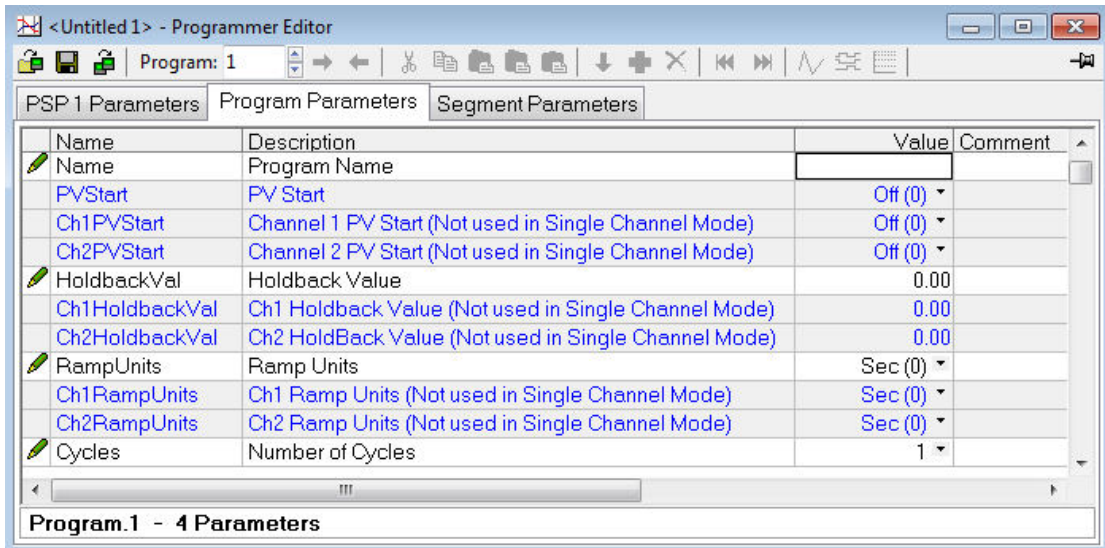 <Untitled 1> - Programmer Editor
Program: 1
PSP 1 Parameters Program Parameters Segment Parameters
Name Description Value Comment
Name Program Name
PVStart PV Start Off (0)
Ch1PVStart Channel 1 PV Start (Not used in Single Channel Mode) Off (0)
Ch2PVStart Channel 2 PV Start (Not used in Single Channel Mode) Off (0)
HoldbackVal Holdback Value 0.00
Ch1HoldbackVal Ch1 Holdback Value (Not used in Single Channel Mode) 0.00
Ch2HoldbackVal Ch2 HoldBack Value (Not used in Single Channel Mode) 0.00
RampUnits Ramp Units Sec (0)
Ch1RampUnits Ch1 Ramp Units (Not used in Single Channel Mode) Sec (0)
Ch2RampUnits Ch2 Ramp Units (Not used in Single Channel Mode) Sec (0)
Cycles Number of Cycles 1
Program.1 - 4 Parameters